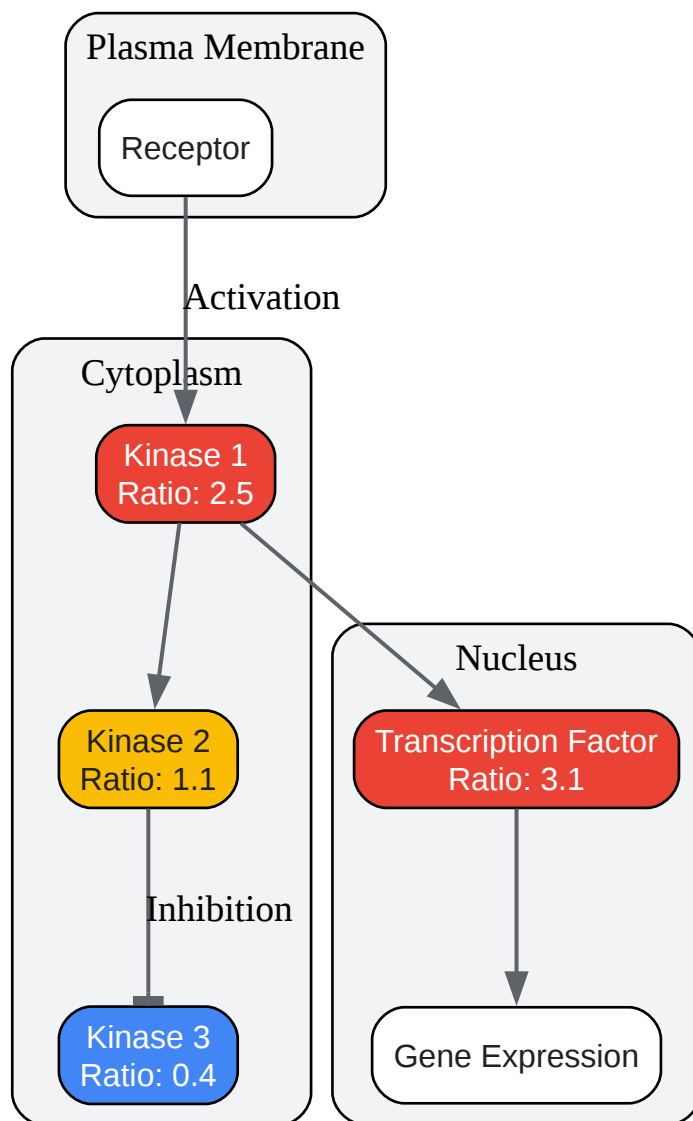 Plasma Membrane
Receptor
Activation
Cytoplasm
Kinase 1
Ratio: 2.5
Nucleus
Kinase 2
Ratio: 1.1
Transcription Factor
Ratio: 3.1
Inhibition
Kinase 3
Ratio: 0.4
Gene Expression